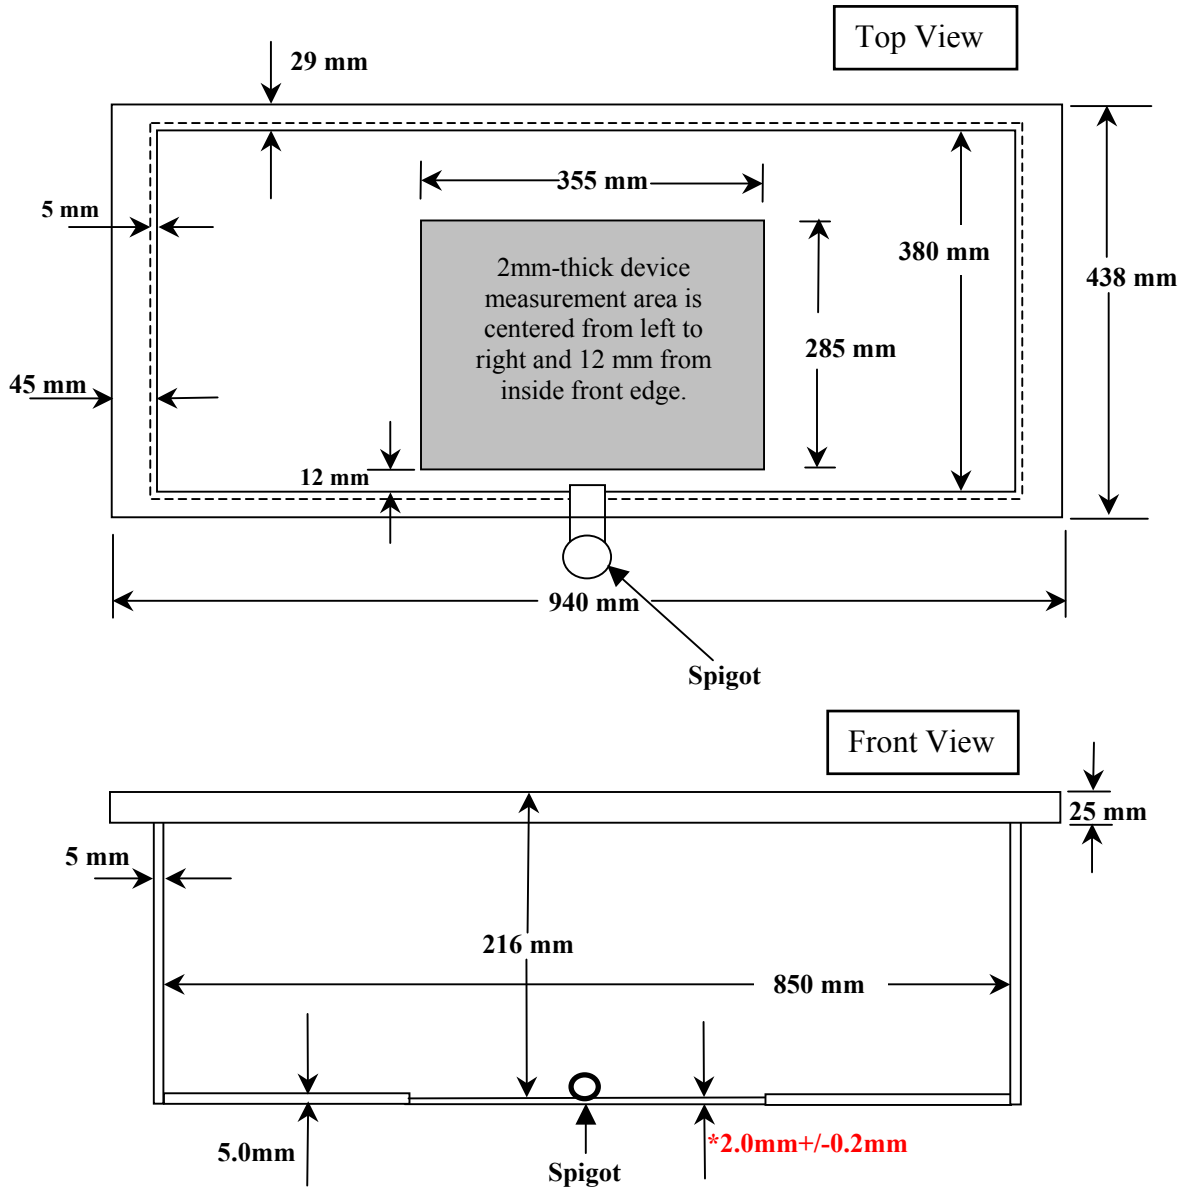 Top View
29 mm
355 mm
5 mm
380 mm
438 mm
2mm-thick device
measurement area is
centered from left to
right and 12 mm from
inside front edge.
285 mm
45 mm
12 mm
940 mm
Spigot
Front View
25 mm
5 mm
216 mm
850 mm
5.0mm
*2.0mm+/-0.2mm
Spigot